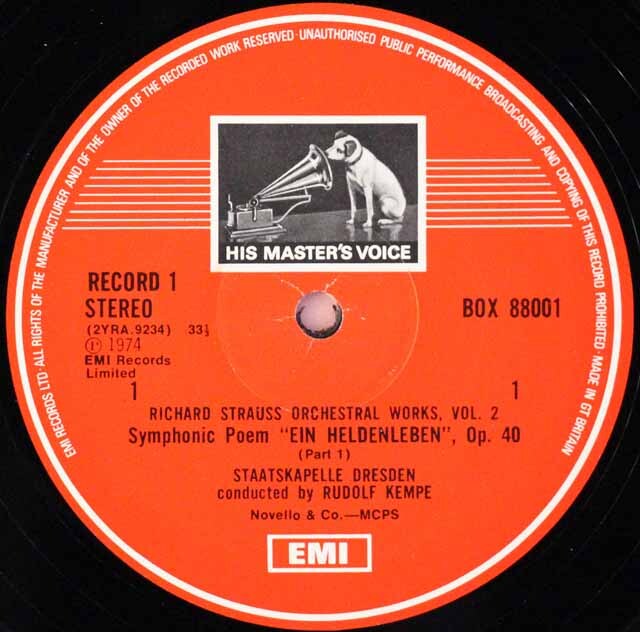 EMI RECORDS LTD·ALL RIGHTS OF THE MANUFACTURER AND OF THE OWNER OF THE RECORDED WORK RESERVED·UNAUTHORISED PUBLIC PERFORMANCE BROADCASTING AND COPYING OF THIS RECORD PROHIBITED·MADE IN GT BRITAIN
HIS MASTER'S VOICE
RECORD 1
STEREO
BOX 88001
(2YRA.9234) 33⅓
Ⓟ 1974
EMI Records
Limited
1 1
RICHARD STRAUSS ORCHESTRAL WORKS, VOL. 2
Symphonic Poem "EIN HELDENLEBEN", Op. 40
(Part 1)
STAATSKAPELLE DRESDEN
conducted by RUDOLF KEMPE
Novello & Co.—MCPS
EMI